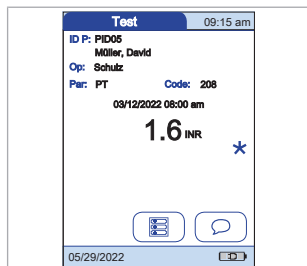 Test 09:15 am
ID P: PID05
Müller, David
Op: Schulz
Par: PT Code: 208
03/12/2022 08:00 am
1.6 INR
*
05/29/2022